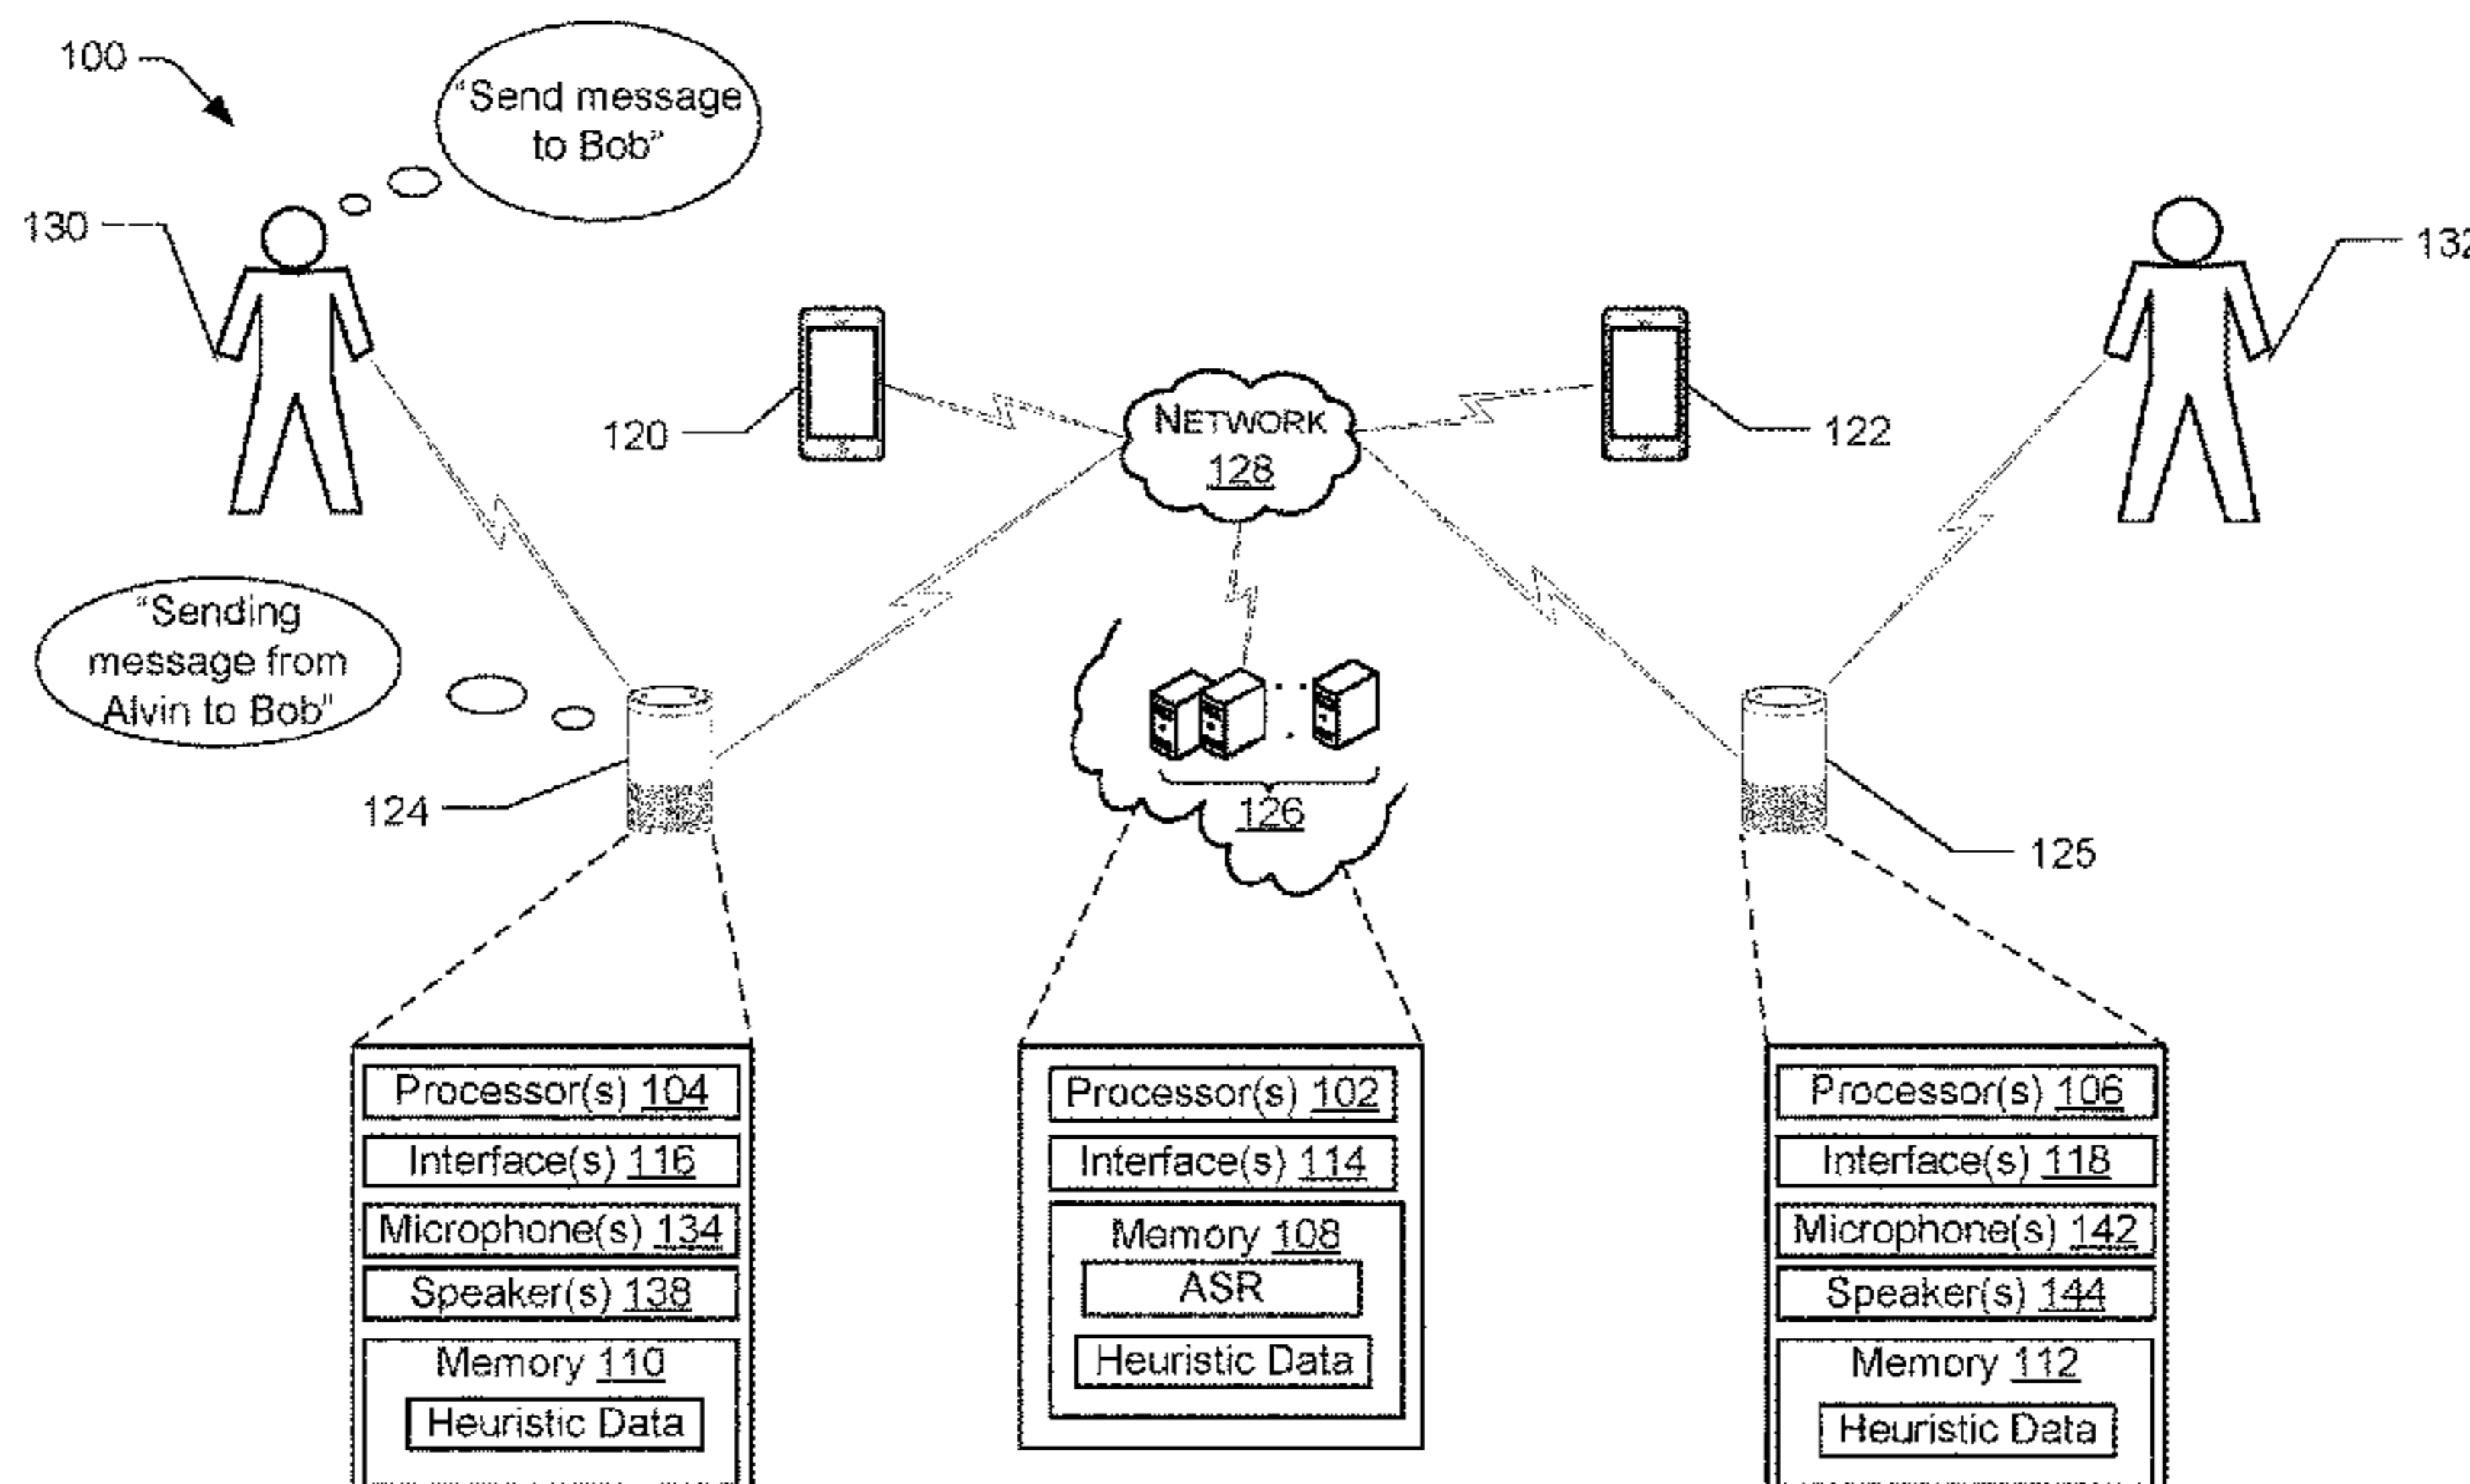 100
"Send message
to Bob"
130
132
120
NETWORK
128
122
"Sending
message from
Alvin to Bob"
124
126
125
Processor(s) 104
Interface(s) 116
Microphone(s) 134
Speaker(s) 138
Memory 110
Heuristic Data
Processor(s) 102
Interface(s) 114
Memory 108
ASR
Heuristic Data
Processor(s) 106
Interface(s) 118
Microphone(s) 142
Speaker(s) 144
Memory 112
Heuristic Data